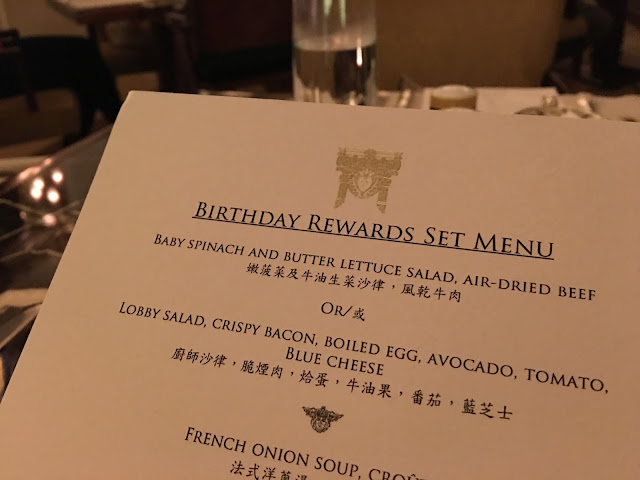 BIRTHDAY REWARDS SET MENU
BABY SPINACH AND BUTTER LETTUCE SALAD, AIR-DRIED BEEF
嫩菠菜及牛油生菜沙律，風乾牛肉
OR/或
LOBBY SALAD, CRISPY BACON, BOILED EGG, AVOCADO, TOMATO,
BLUE CHEESE
廚師沙律，脆煙肉，烚蛋，牛油果，番茄，藍芝士
FRENCH ONION SOUP,
法式洋蔥湯